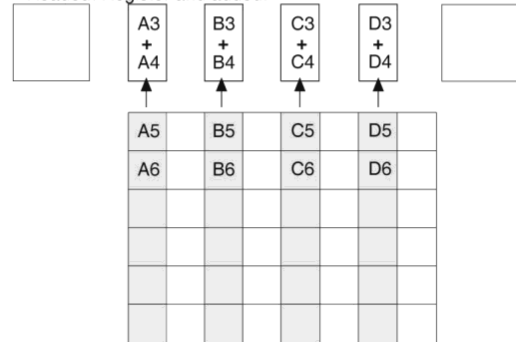 A3 B3 C3 D3
+ + + +
A4 B4 C4 D4
A5 B5 C5 D5
A6 B6 C6 D6